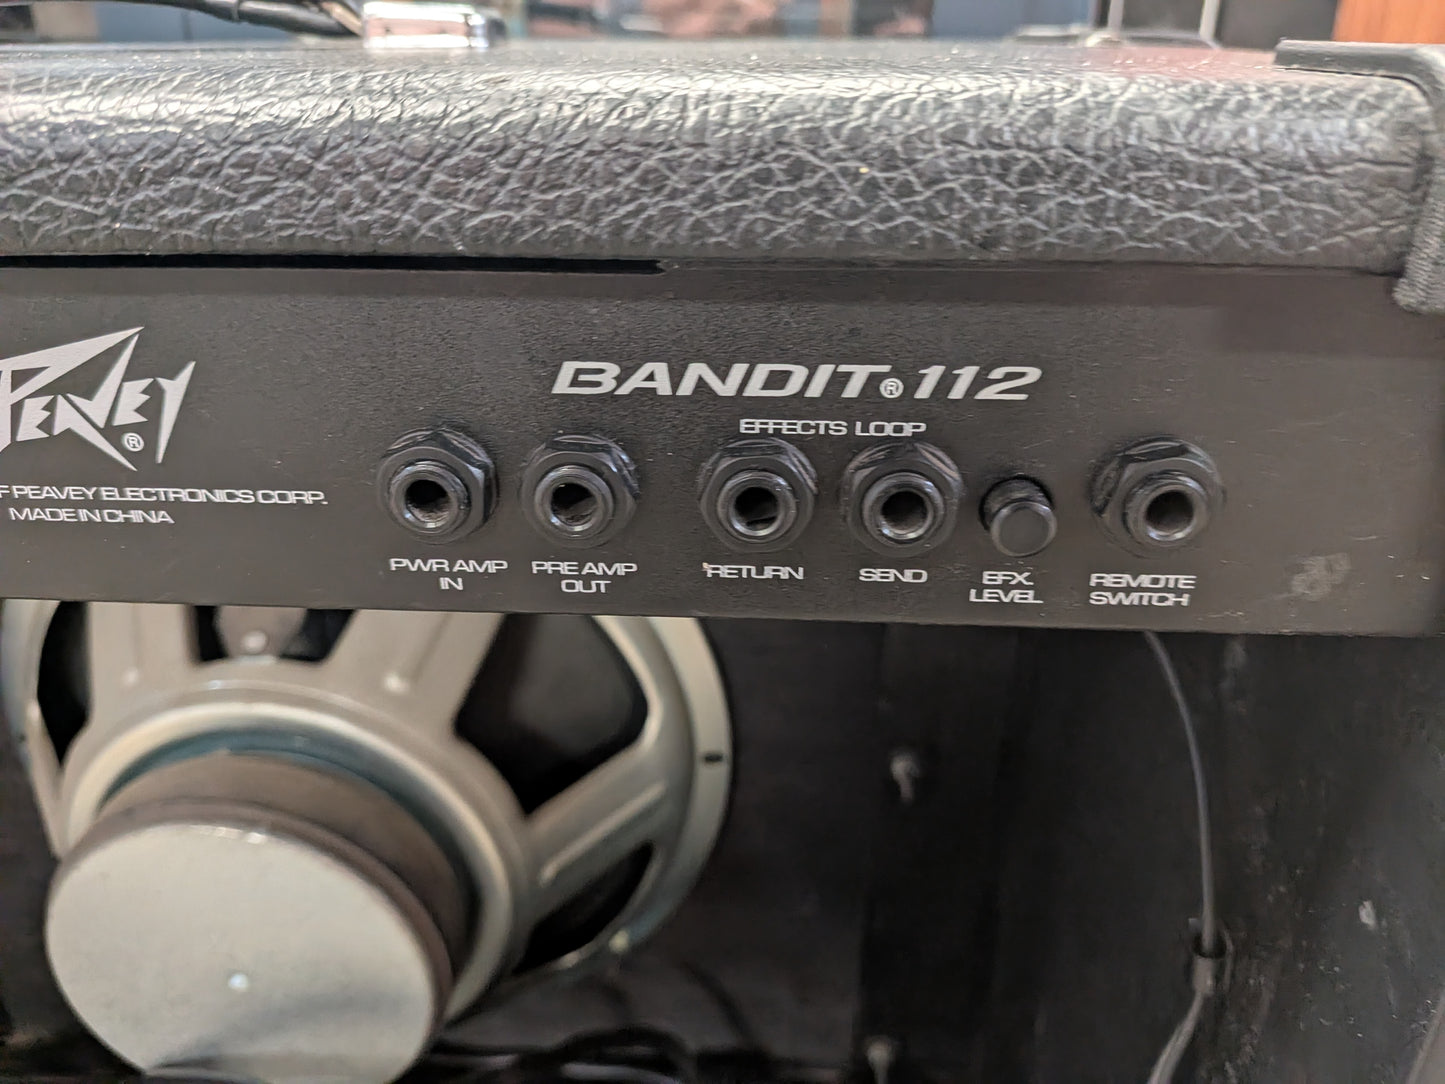 PEAVEY®
F PEAVEY ELECTRONICS CORP.
MADE IN CHINA
BANDIT® 112
EFFECTS LOOP
PWR AMP
IN
PRE AMP
OUT
RETURN
SEND
EFX.
LEVEL
REMOTE
SWITCH